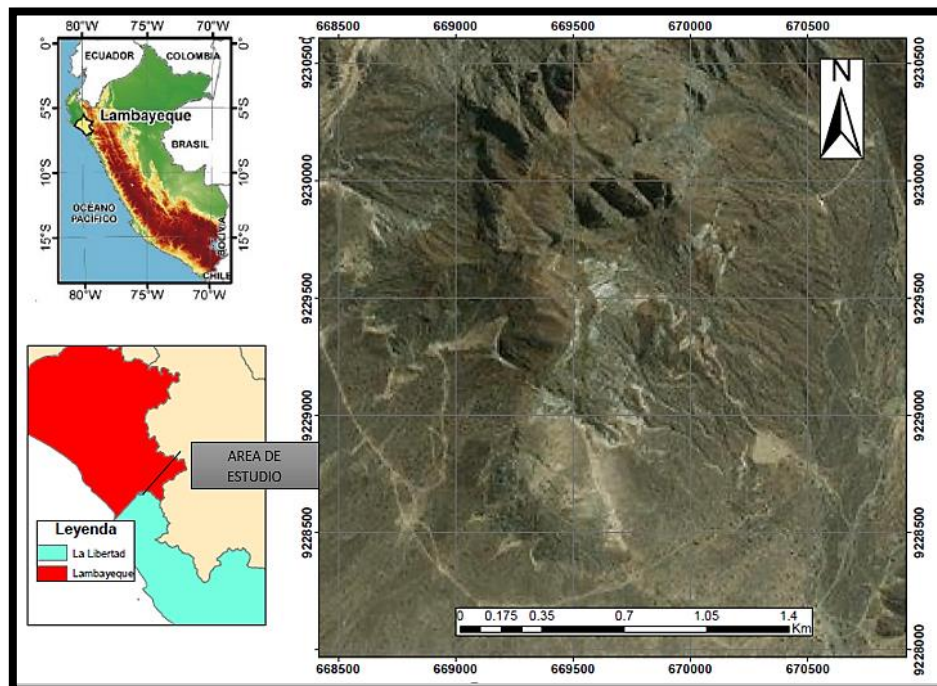 80°W 75°W 70°W
0° 0°
ECUADOR COLOMBIA
5°S 5°S
Lambayeque
BRASIL
10°S 10°S
OCÉANO
PACÍFICO
BOLIVIA
15°S 15°S
CHILE
80°W 75°W 70°W
AREA DE
ESTUDIO
Leyenda
La Libertad
Lambayeque
668500 669000 669500 670000 670500
9230500 9230500
N
9230000 9230000
9229500 9229500
9229000 9229000
9228500 9228500
0 0.175 0.35 0.7 1.05 1.4
Km
9228000
668500 669000 669500 670000 670500